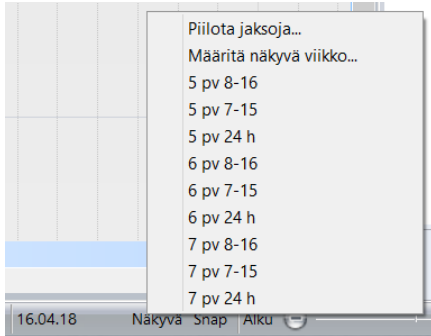 Piilota jaksoja...
Määritä näkyvä viikko...
5 pv 8-16
5 pv 7-15
5 pv 24 h
6 pv 8-16
6 pv 7-15
6 pv 24 h
7 pv 8-16
7 pv 7-15
7 pv 24 h
16.04.18 Näkyvä Snap Alku